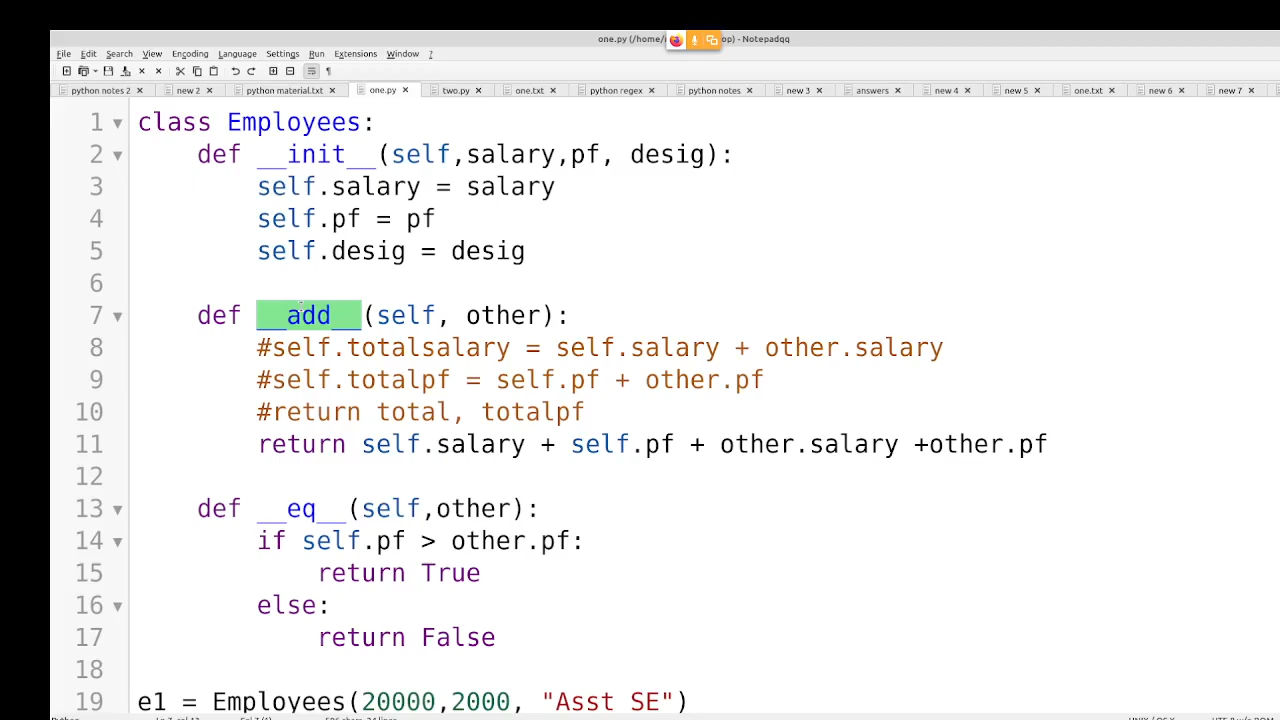 one.py (/home/ op) - Notepadqq
File Edit Search View Encoding Language Settings Run Extensions Window ?
python notes 2 new 2 python material.txt one.py two.py one.txt python regex python notes new 3 answers new 4 new 5 one.txt new 6 new 7
1 class Employees:
2 def __init__(self,salary,pf, desig):
3 self.salary = salary
4 self.pf = pf
5 self.desig = desig
6
7 def __add__(self, other):
8 #self.totalsalary = self.salary + other.salary
9 #self.totalpf = self.pf + other.pf
10 #return total, totalpf
11 return self.salary + self.pf + other.salary +other.pf
12
13 def __eq__(self,other):
14 if self.pf > other.pf:
15 return True
16 else:
17 return False
18
19 e1 = Employees(20000,2000, "Asst SE")